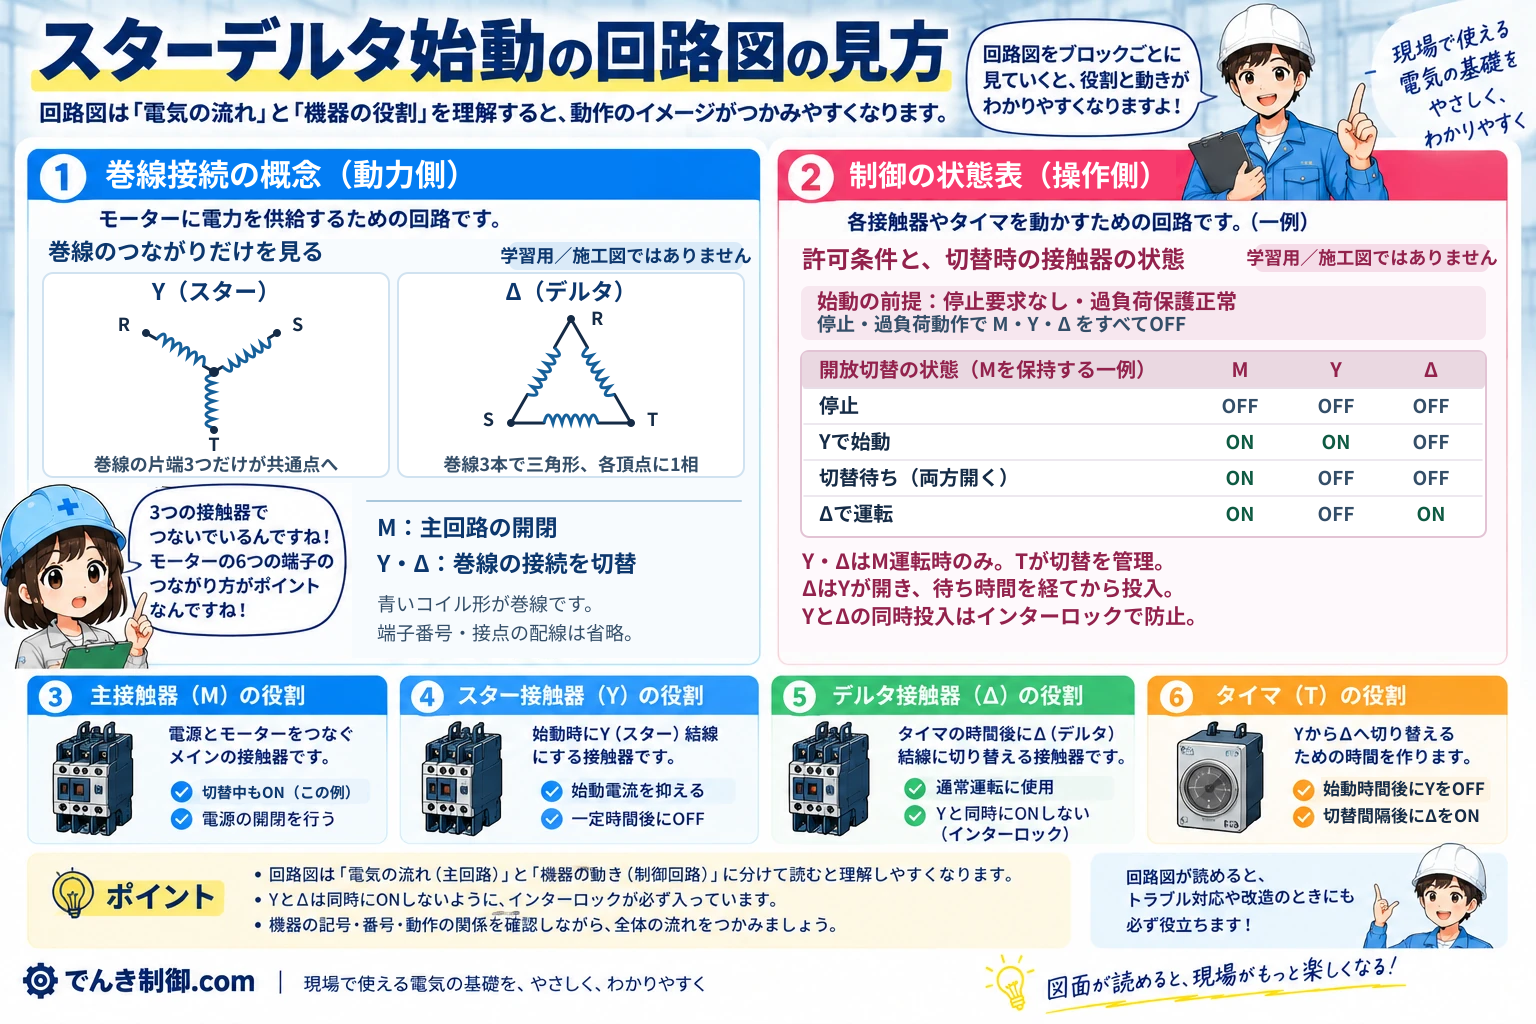 スターデルタ始動の回路図の見方
回路図は「電気の流れ」と「機器の役割」を理解すると、動作のイメージがつかみやすくなります。
回路図をブロックごとに
見ていくと、役割と動きが
わかりやすくなりますよ！
現場で使える
電気の基礎を
やさしく、
わかりやすく
1 巻線接続の概念（動力側）
モーターに電力を供給するための回路です。
巻線のつながりだけを見る
学習用／施工図ではありません
Y（スター）
R
S
T
巻線の片端3つだけが共通点へ
Δ（デルタ）
R
S
T
巻線3本で三角形、各頂点に1相
3つの接触器で
つないでいるんですね！
モーターの6つの端子の
つながり方がポイント
なんですね！
M：主回路の開閉
Y・Δ：巻線の接続を切替
青いコイル形が巻線です。
端子番号・接点の配線は省略。
2 制御の状態表（操作側）
各接触器やタイマを動かすための回路です。（一例）
許可条件と、切替時の接触器の状態
学習用／施工図ではありません
始動の前提：停止要求なし・過負荷保護正常
停止・過負荷動作で M・Y・Δ をすべてOFF
開放切替の状態（Mを保持する一例） M Y Δ
停止 OFF OFF OFF
Yで始動 ON ON OFF
切替待ち（両方開く） ON OFF OFF
Δで運転 ON OFF ON
Y・ΔはM運転時のみ。Tが切替を管理。
ΔはYが開き、待ち時間を経てから投入。
YとΔの同時投入はインターロックで防止。
3 主接触器（M）の役割
電源とモーターをつなぐ
メインの接触器です。
切替中もON（この例）
電源の開閉を行う
4 スター接触器（Y）の役割
始動時にY（スター）結線
にする接触器です。
始動電流を抑える
一定時間後にOFF
5 デルタ接触器（Δ）の役割
タイマの時間後にΔ（デルタ）
結線に切り替える接触器です。
通常運転に使用
Yと同時にONしない
（インターロック）
6 タイマ（T）の役割
YからΔへ切り替える
ための時間を作ります。
始動時間後にYをOFF
切替間隔後にΔをON
ポイント
• 回路図は「電気の流れ（主回路）」と「機器の動き（制御回路）」に分けて読むと理解しやすくなります。
• YとΔは同時にONしないように、インターロックが必ず入っています。
• 機器の記号・番号・動作の関係を確認しながら、全体の流れをつかみましょう。
回路図が読めると、
トラブル対応や改造のときにも
必ず役立ちます！
でんき制御.com
現場で使える電気の基礎を、やさしく、わかりやすく
図面が読めると、現場がもっと楽しくなる！